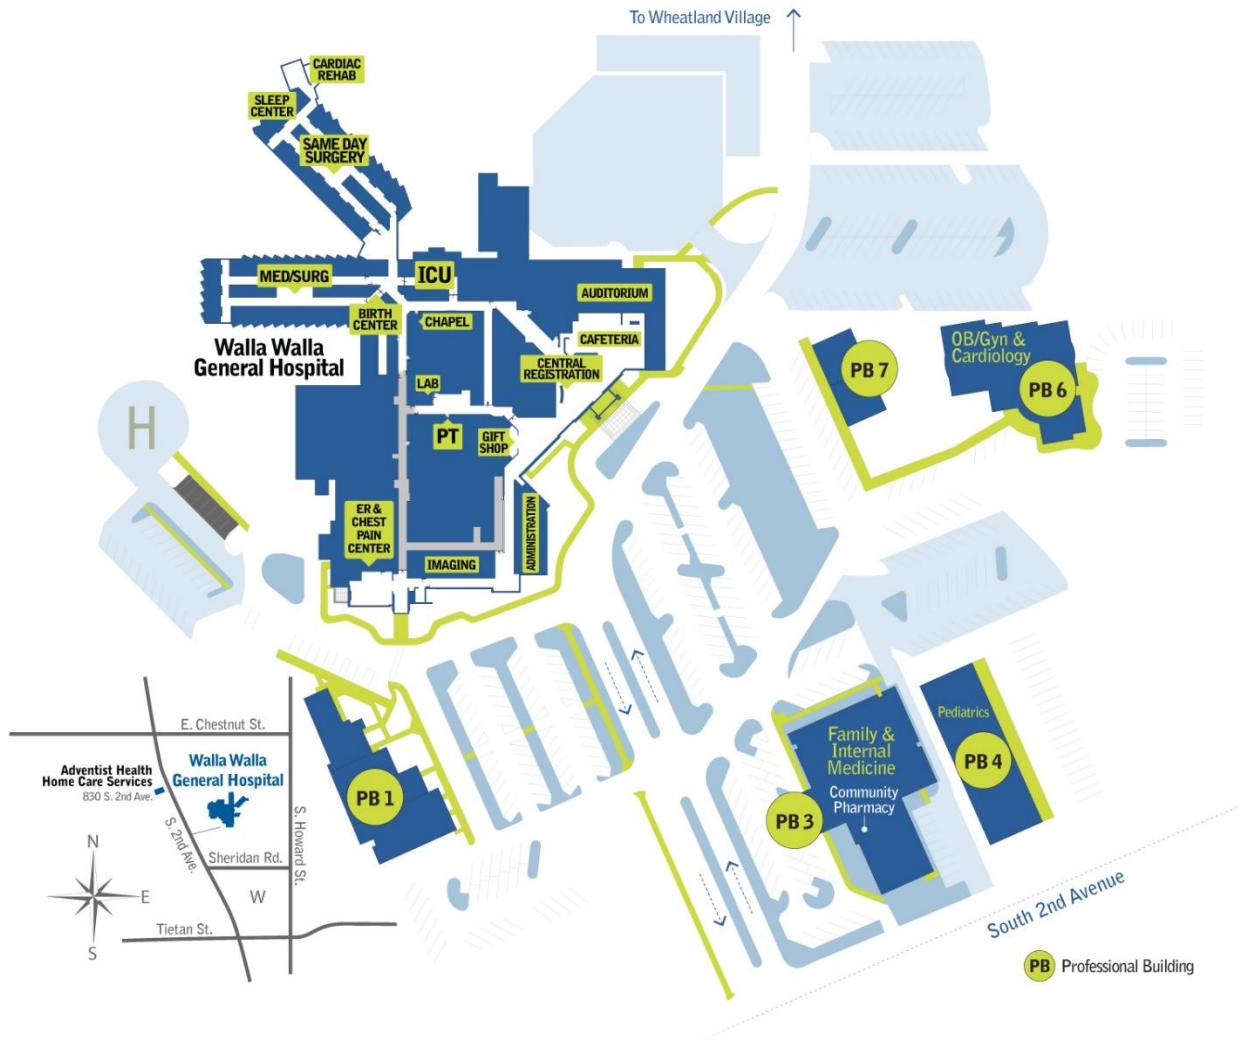 To Wheatland Village
CARDIAC
REHAB
SLEEP
CENTER
SAME DAY
SURGERY
MED/SURG
ICU
AUDITORIUM
BIRTH
CENTER
CHAPEL
CAFETERIA
Walla Walla
General Hospital
CENTRAL
REGISTRATION
LAB
PT
GIFT
SHOP
OB/Gyn &
Cardiology
PB 7
PB 6
H
ER &
CHEST
PAIN
CENTER
IMAGING
ADMINISTRATION
PB 1
Family &
Internal
Medicine
Community
Pharmacy
PB 3
Pediatrics
PB 4
E. Chestnut St.
Adventist Health
Home Care Services
830 S. 2nd Ave.
Walla Walla
General Hospital
S. 2nd Ave.
S. Howard St.
Sheridan Rd.
N
E
W
S
Tietan St.
South 2nd Avenue
PB Professional Building